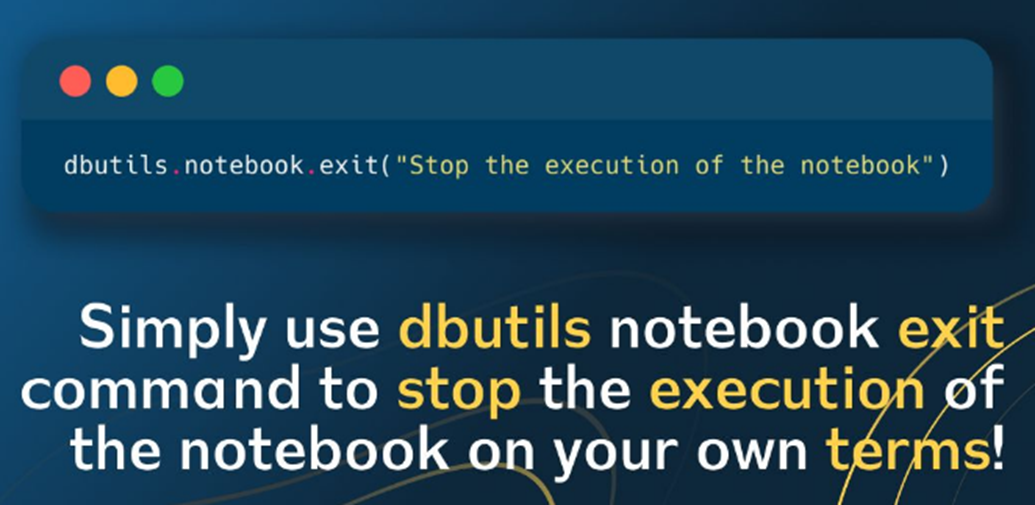 dbutils.notebook.exit("Stop the execution of the notebook")
Simply use dbutils notebook exit
command to stop the execution of
the notebook on your own terms!